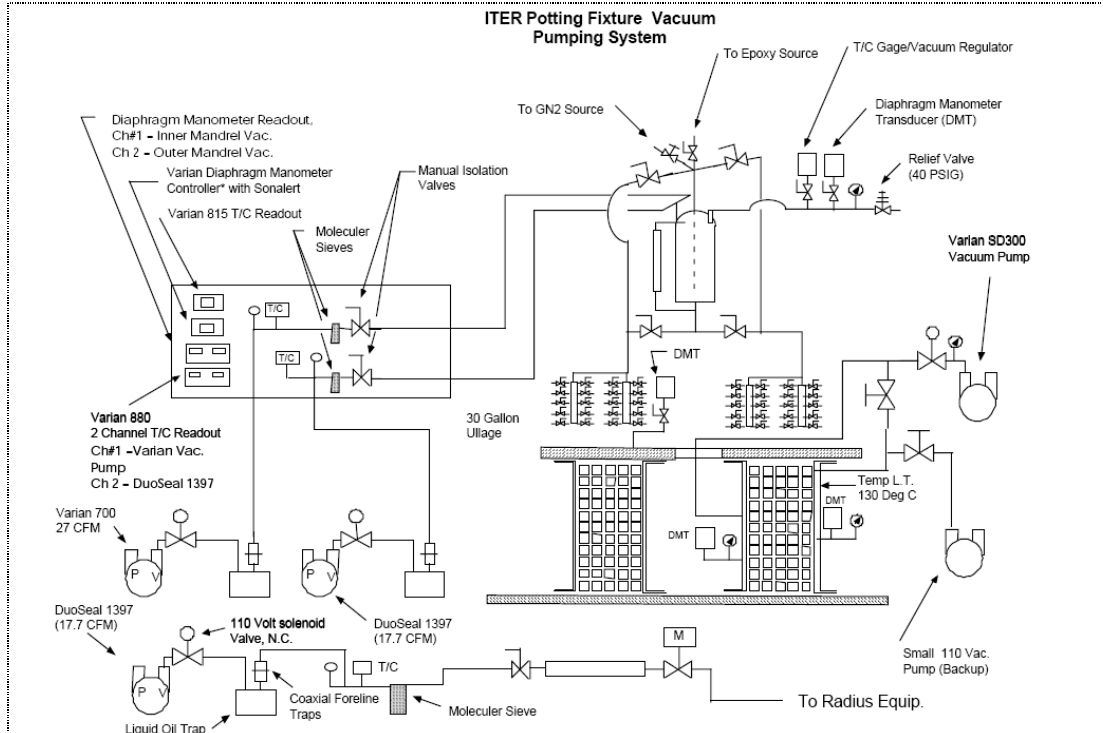 ITER Potting Fixture Vacuum
Pumping System
To Epoxy Source
T/C Gage/Vacuum Regulator
To GN2 Source
Diaphragm Manometer
Transducer (DMT)
Relief Valve
(40 PSIG)
Diaphragm Manometer Readout,
Ch#1 – Inner Mandrel Vac.
Ch 2 – Outer Mandrel Vac.
Varian Diaphragm Manometer
Controller* with Sonalert
Varian 815 T/C Readout
Moleculer
Sieves
Manual Isolation
Valves
Varian SD300
Vacuum Pump
T/C
T/C
DMT
Varian 880
2 Channel T/C Readout
Ch#1 –Varian Vac.
Pump
Ch 2 – DuoSeal 1397
30 Gallon
Ullage
Temp L.T.
130 Deg C
DMT
DMT
Varian 700
27 CFM
P V
P V
DuoSeal 1397
(17.7 CFM)
110 Volt solenoid
Valve, N.C.
DuoSeal 1397
(17.7 CFM)
M
Small 110 Vac.
Pump (Backup)
T/C
P V
Coaxial Foreline
Traps
Moleculer Sieve
To Radius Equip.
Liquid Oil Trap